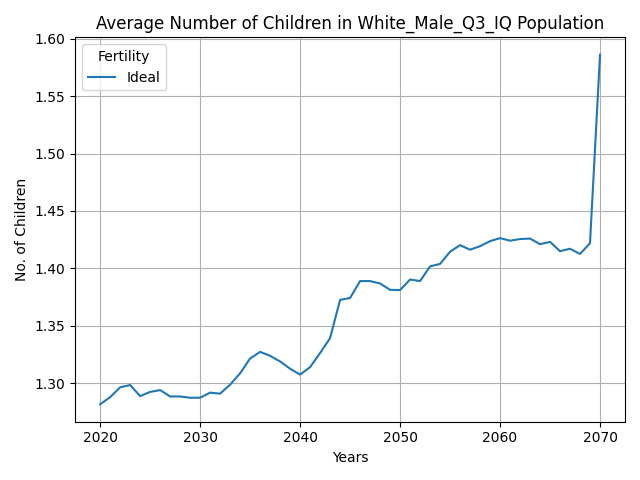 Average Number of Children in White_Male_Q3_IQ Population
Fertility
Ideal
No. of Children
1.60
1.55
1.50
1.45
1.40
1.35
1.30
2020 2030 2040 2050 2060 2070
Years